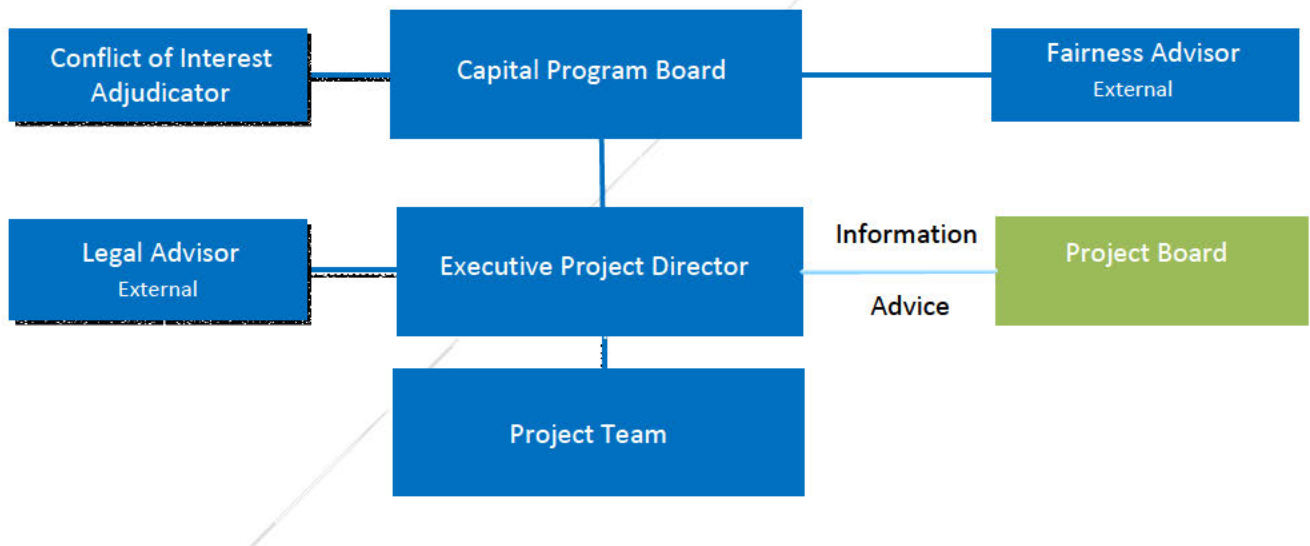 Conflict of Interest
Adjudicator
Capital Program Board
Fairness Advisor
External
Legal Advisor
External
Executive Project Director
Information
Advice
Project Board
Project Team